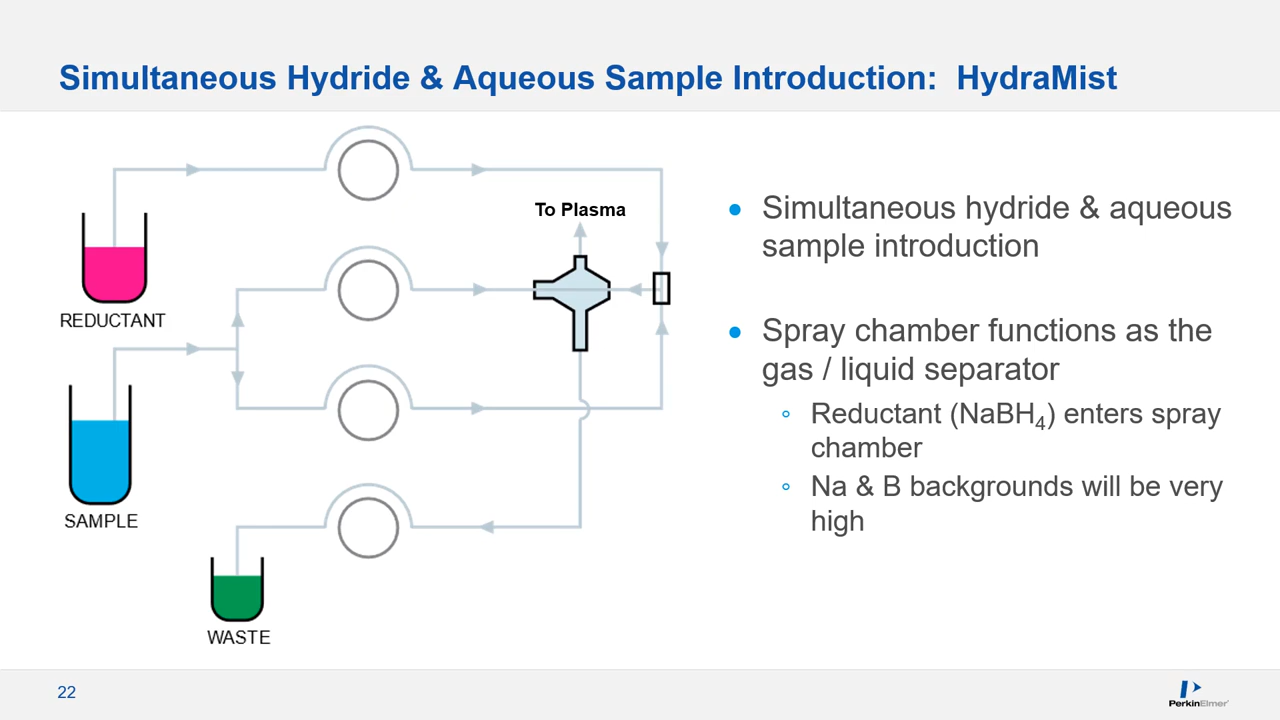 Simultaneous Hydride & Aqueous Sample Introduction:  HydraMist
To Plasma
REDUCTANT
SAMPLE
WASTE
• Simultaneous hydride & aqueous
sample introduction
• Spray chamber functions as the
gas / liquid separator
◦ Reductant (NaBH₄) enters spray
chamber
◦ Na & B backgrounds will be very
high
22
PerkinElmer